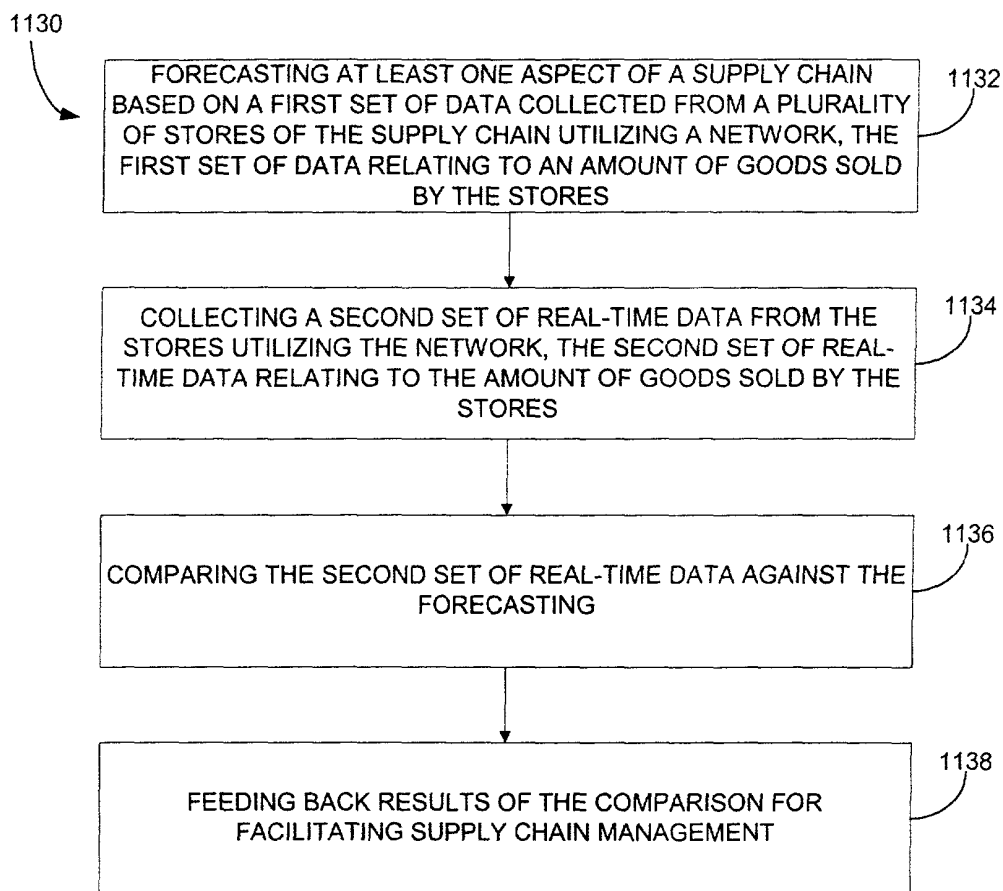 1130
FORECASTING AT LEAST ONE ASPECT OF A SUPPLY CHAIN
BASED ON A FIRST SET OF DATA COLLECTED FROM A PLURALITY
OF STORES OF THE SUPPLY CHAIN UTILIZING A NETWORK, THE
FIRST SET OF DATA RELATING TO AN AMOUNT OF GOODS SOLD
BY THE STORES
1132
COLLECTING A SECOND SET OF REAL-TIME DATA FROM THE
STORES UTILIZING THE NETWORK, THE SECOND SET OF REAL-
TIME DATA RELATING TO THE AMOUNT OF GOODS SOLD BY THE
STORES
1134
COMPARING THE SECOND SET OF REAL-TIME DATA AGAINST THE
FORECASTING
1136
FEEDING BACK RESULTS OF THE COMPARISON FOR
FACILITATING SUPPLY CHAIN MANAGEMENT
1138